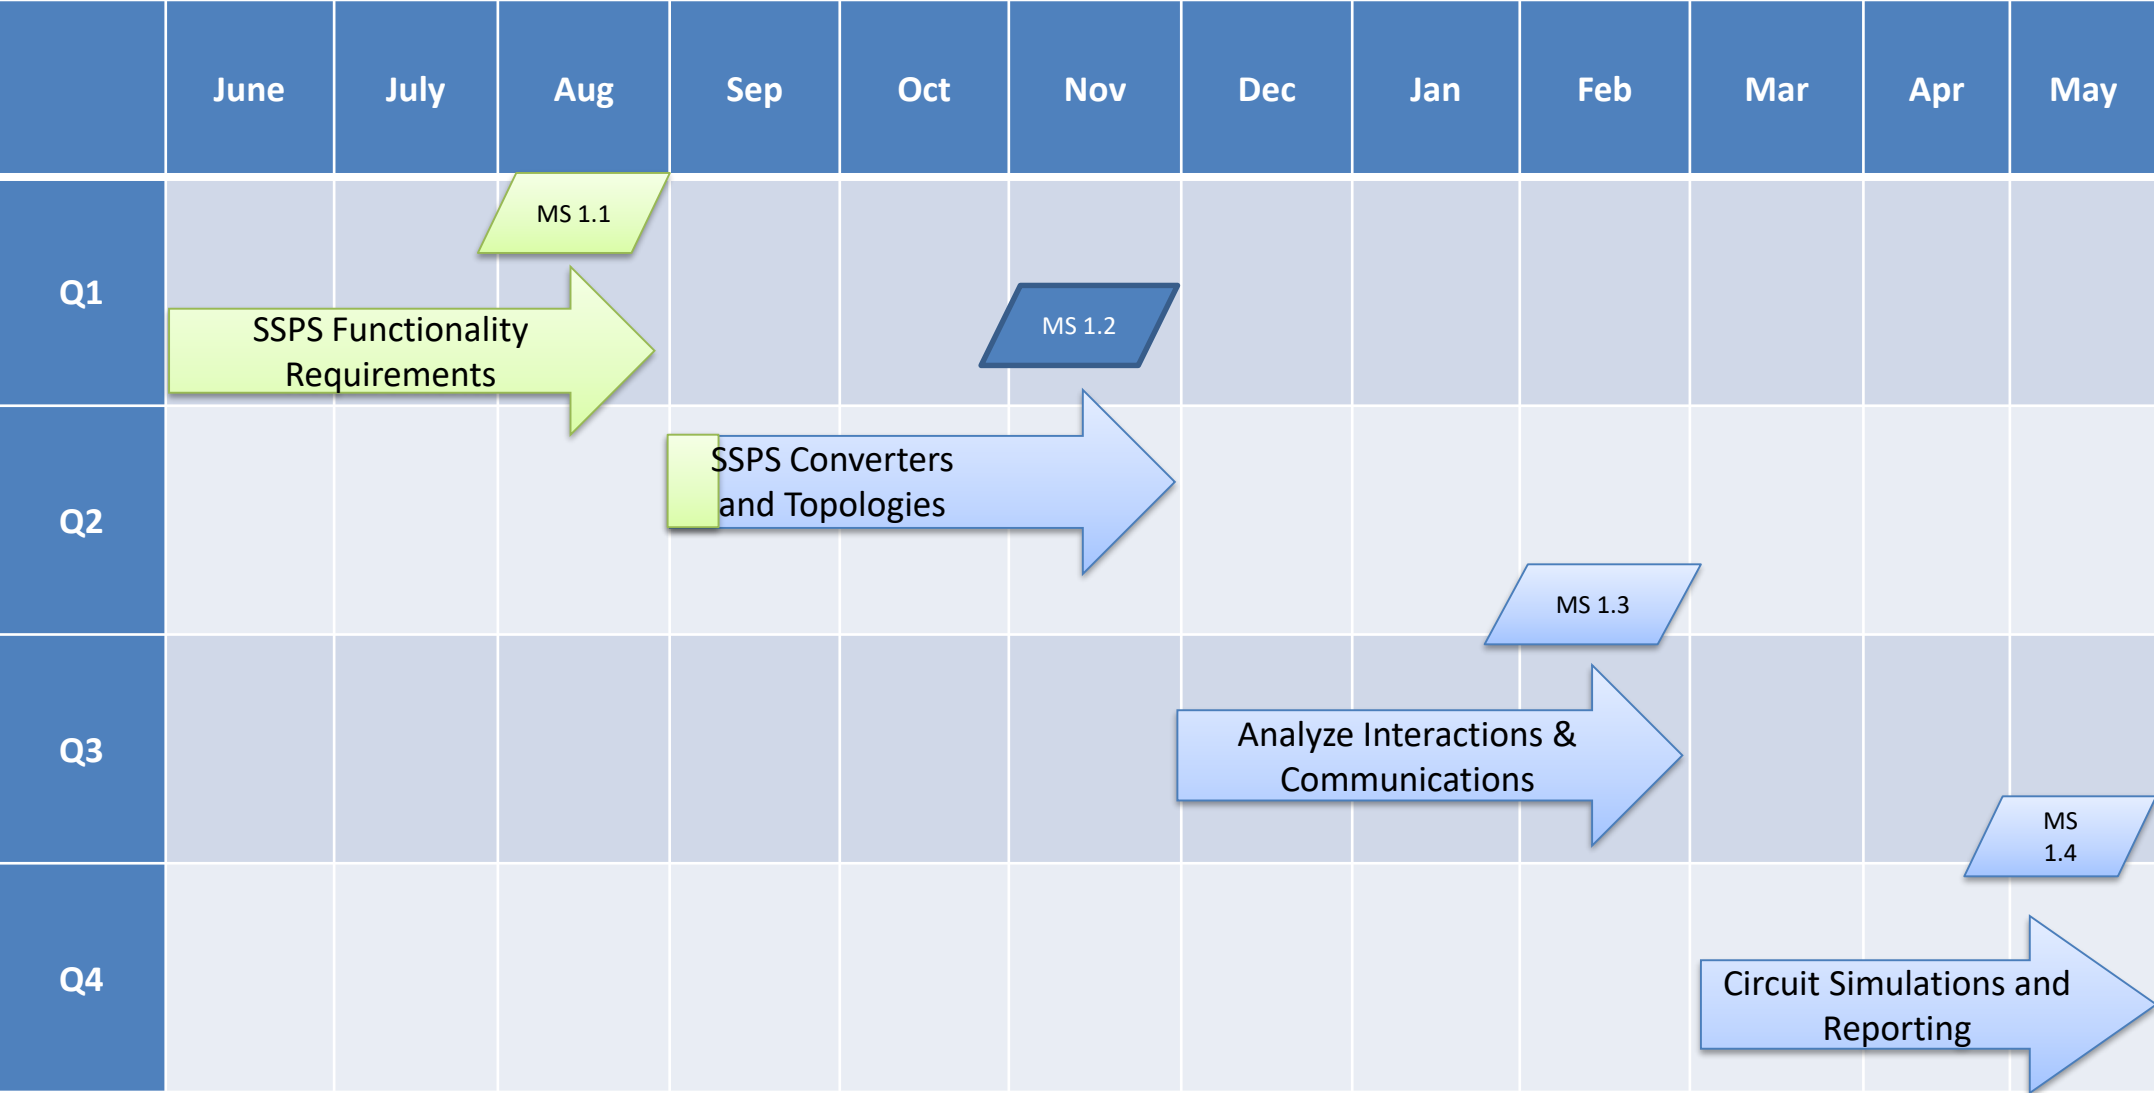 June July Aug Sep Oct Nov Dec Jan Feb Mar Apr May
Q1
MS 1.1
SSPS Functionality
Requirements
MS 1.2
Q2
SSPS Converters
and Topologies
MS 1.3
Q3
Analyze Interactions &
Communications
MS
1.4
Q4
Circuit Simulations and
Reporting